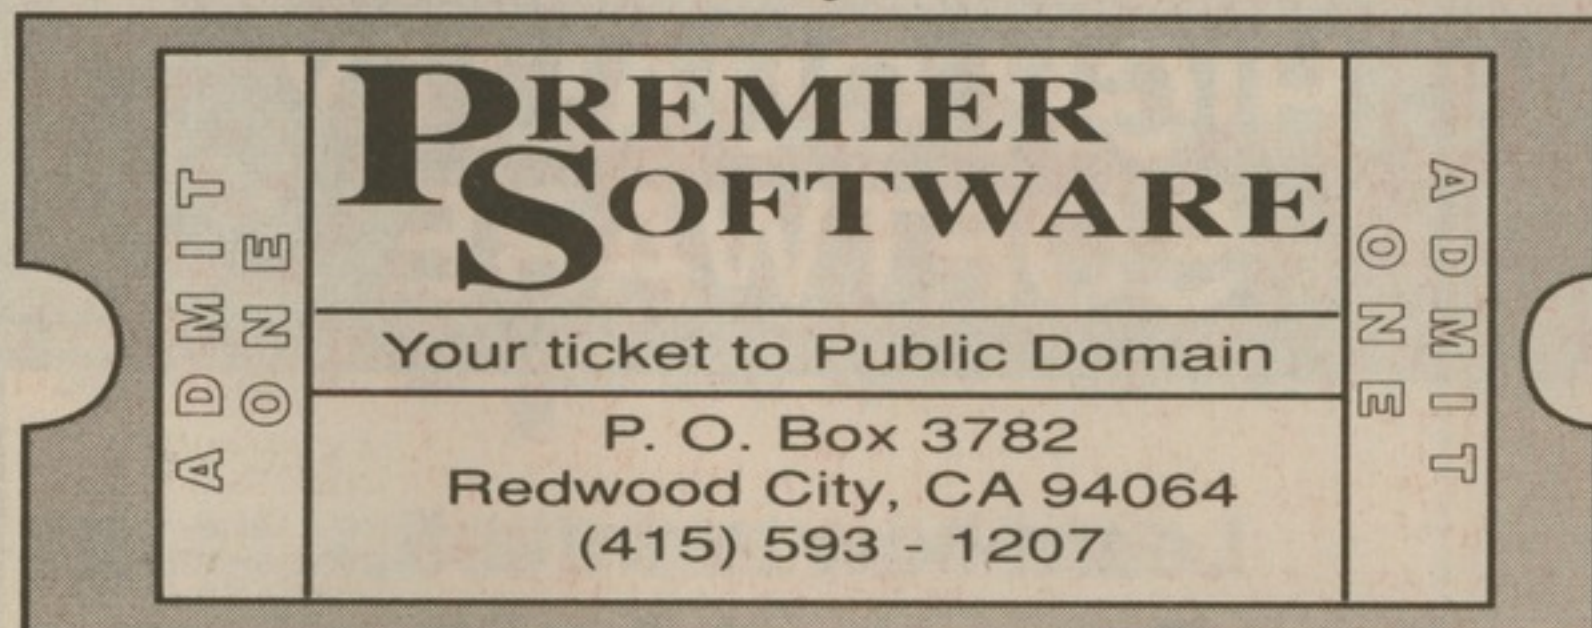 ADMIT
ONE
PREMIER
SOFTWARE
Your ticket to Public Domain
P. O. Box 3782
Redwood City, CA 94064
(415) 593 - 1207
ADMIT
ONE